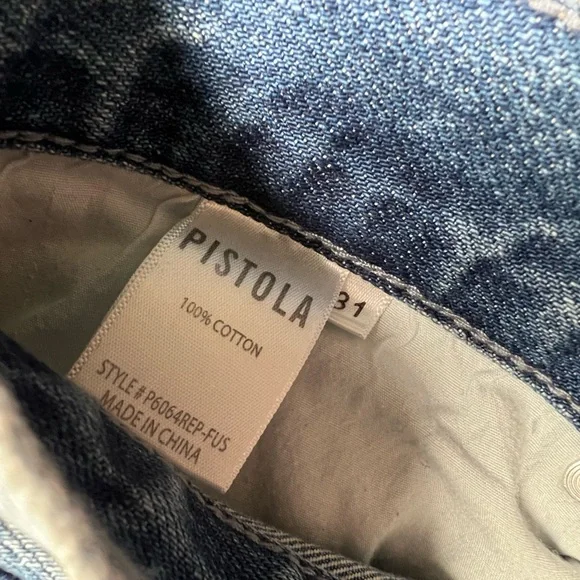 PISTOLA
31
100% COTTON
STYLE # P6064REP-FUS
MADE IN CHINA